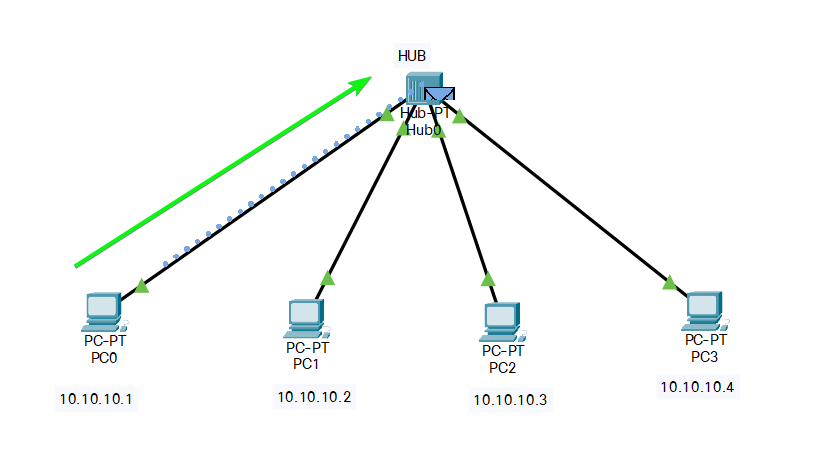 HUB
Hub-PT
Hub0
PC-PT
PC0
10.10.10.1
PC-PT
PC1
10.10.10.2
PC-PT
PC2
10.10.10.3
PC-PT
PC3
10.10.10.4